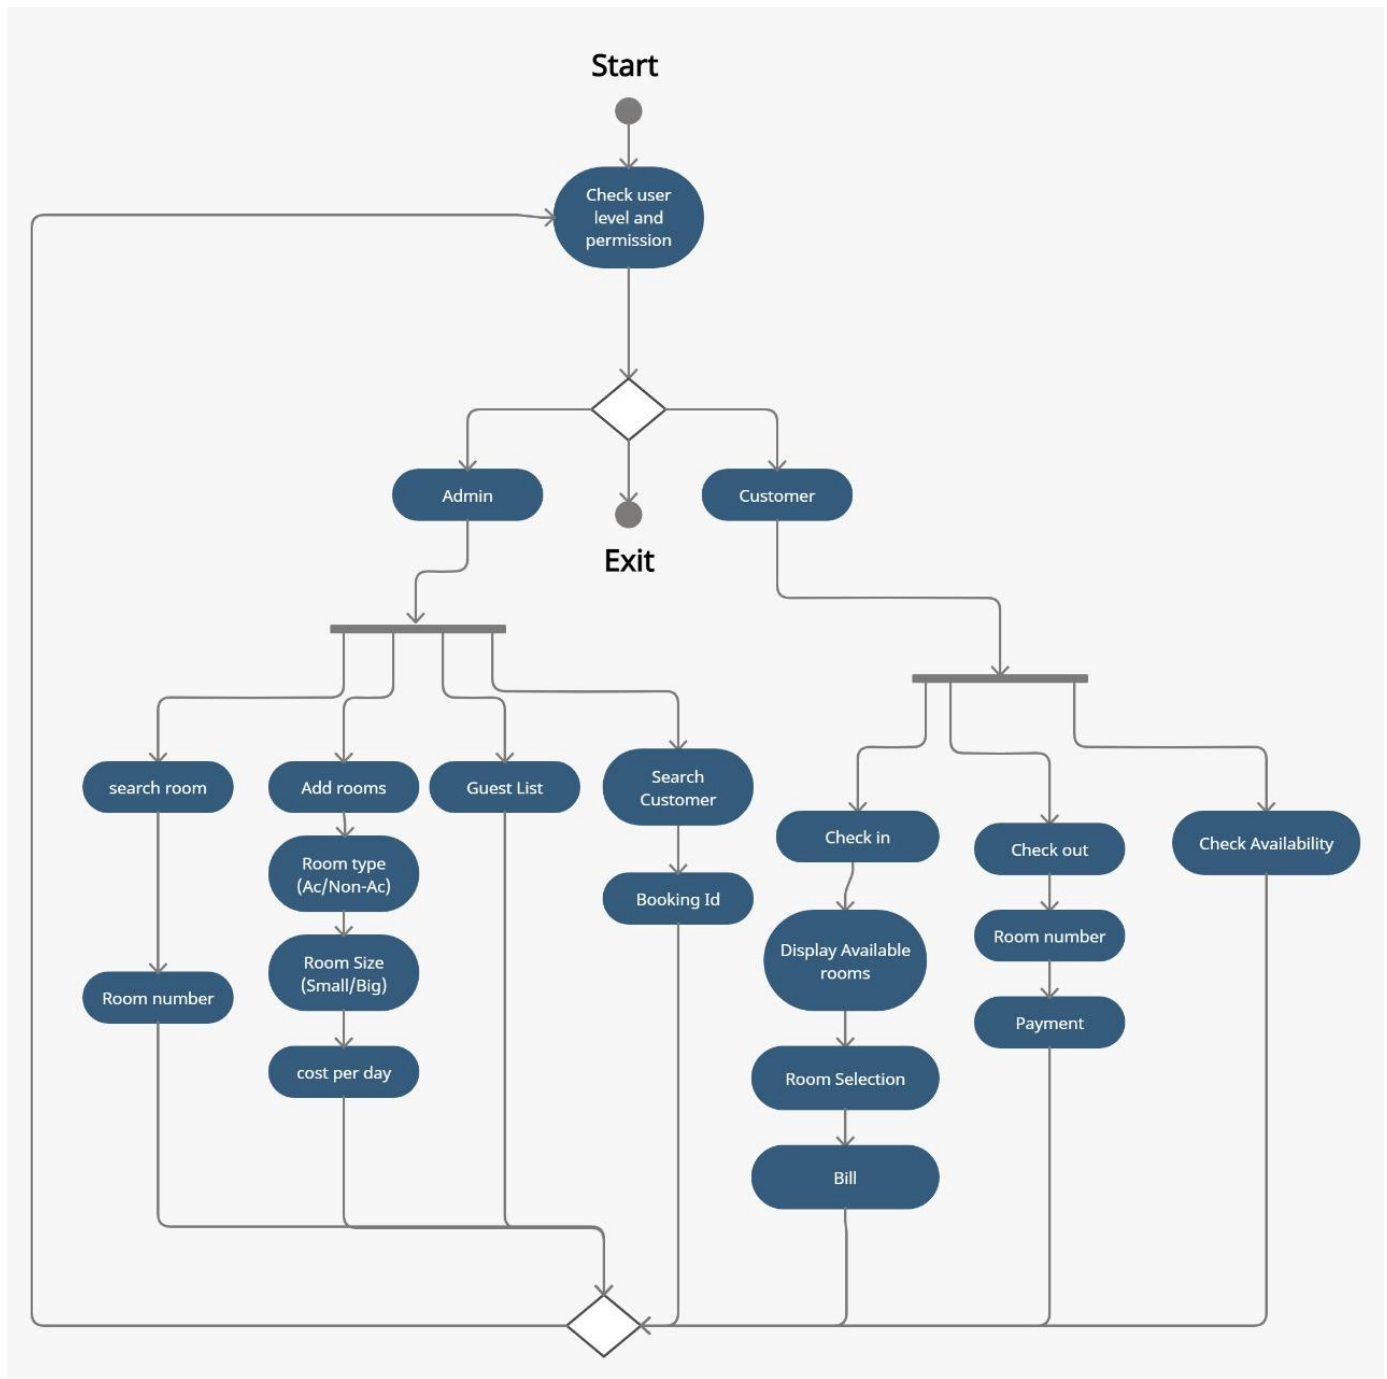 Start
Check user
level and
permission
Admin
Customer
Exit
search room
Add rooms
Guest List
Search
Customer
Check in
Check out
Check Availability
Room type
(Ac/Non-Ac)
Booking Id
Display Available
rooms
Room number
Room Size
(Small/Big)
Room number
Payment
cost per day
Room Selection
Bill